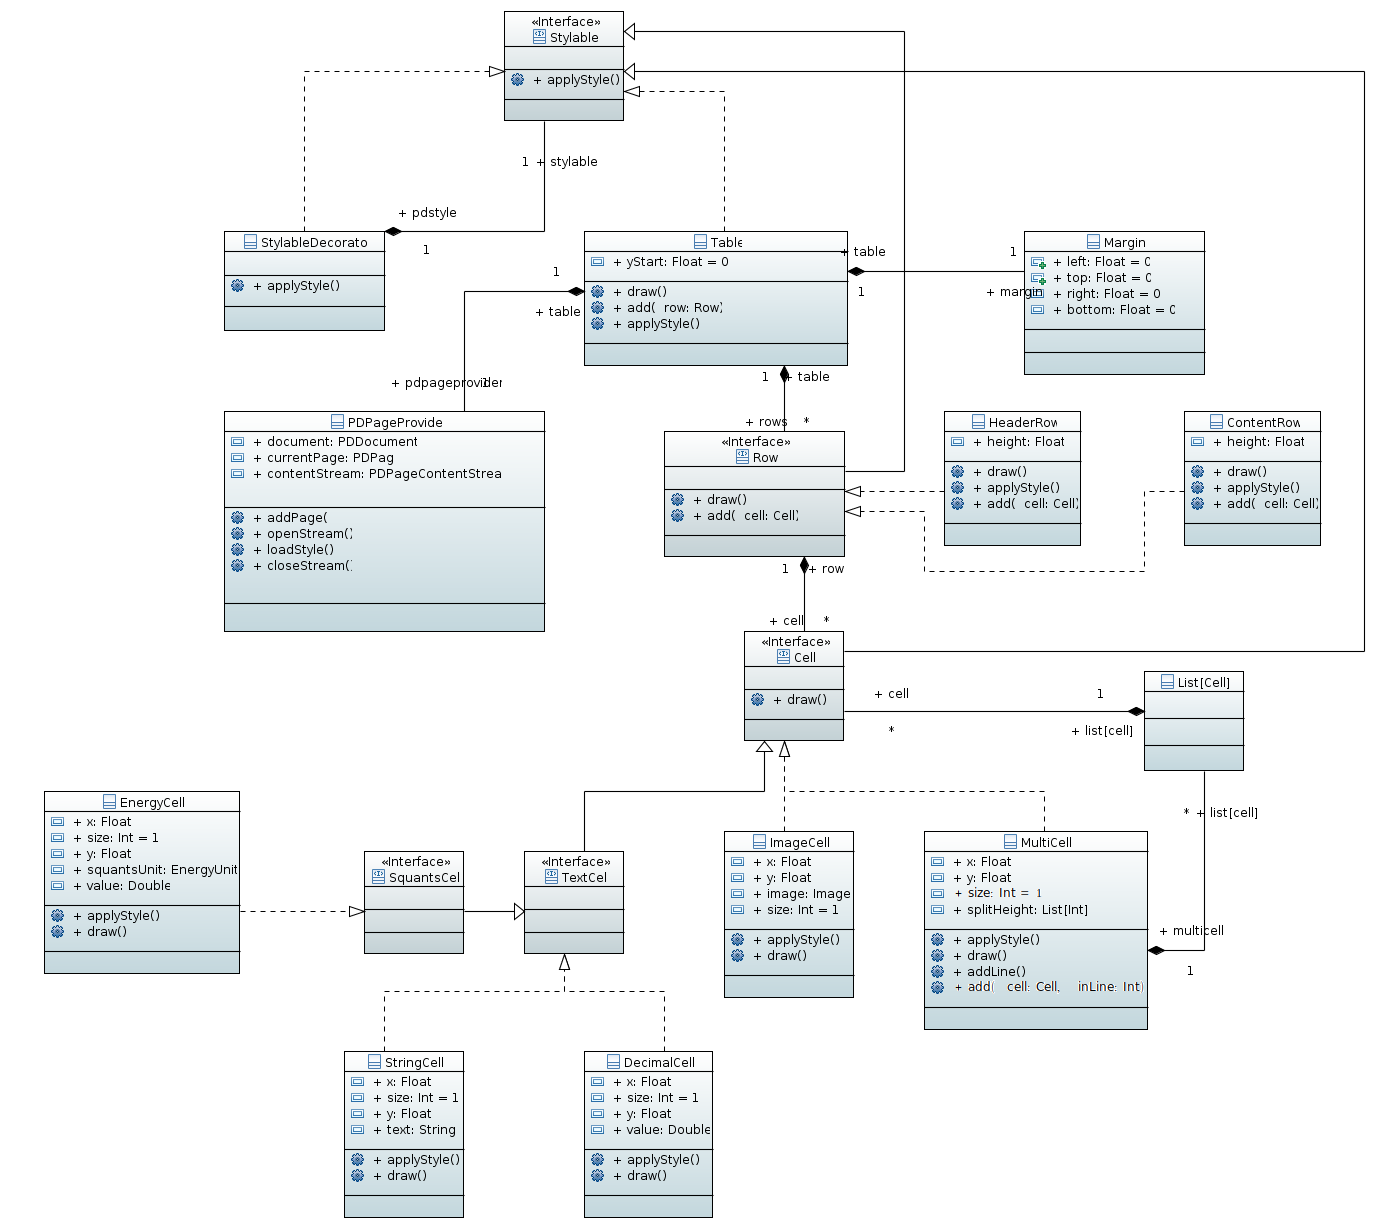 «Interface»
Stylable
+ applyStyle()
1 + stylable
+ pdstyle
1
StylableDecorato
+ applyStyle()
Table
+ yStart: Float = 0
+ draw()
+ add( row: Row)
+ applyStyle()
+ table
1
1
+ margin
Margin
+ left: Float = 0
+ top: Float = 0
+ right: Float = 0
+ bottom: Float = 0
1
+ table
+ pdpageprovider
1
1 + table
+ rows *
PDPageProvide
+ document: PDDocument
+ currentPage: PDPag
+ contentStream: PDPageContentStrea
+ addPage(
+ openStream()
+ loadStyle()
+ closeStream()
«Interface»
Row
+ draw()
+ add( cell: Cell)
HeaderRow
+ height: Float
+ draw()
+ applyStyle()
+ add( cell: Cell)
ContentRow
+ height: Float
+ draw()
+ applyStyle()
+ add( cell: Cell)
1 + row
+ cell *
«Interface»
Cell
+ draw()
+ cell
*
1
+ list[cell]
List[Cell]
* + list[cell]
+ multicell
1
EnergyCell
+ x: Float
+ size: Int = 1
+ y: Float
+ squantsUnit: EnergyUnit
+ value: Double
+ applyStyle()
+ draw()
«Interface»
SquantsCel
«Interface»
TextCel
ImageCell
+ x: Float
+ y: Float
+ image: Image
+ size: Int = 1
+ applyStyle()
+ draw()
MultiCell
+ x: Float
+ y: Float
+ size: Int = 1
+ splitHeight: List[Int]
+ applyStyle()
+ draw()
+ addLine()
+ add( cell: Cell, inLine: Int)
StringCell
+ x: Float
+ size: Int = 1
+ y: Float
+ text: String
+ applyStyle()
+ draw()
DecimalCell
+ x: Float
+ size: Int = 1
+ y: Float
+ value: Double
+ applyStyle()
+ draw()